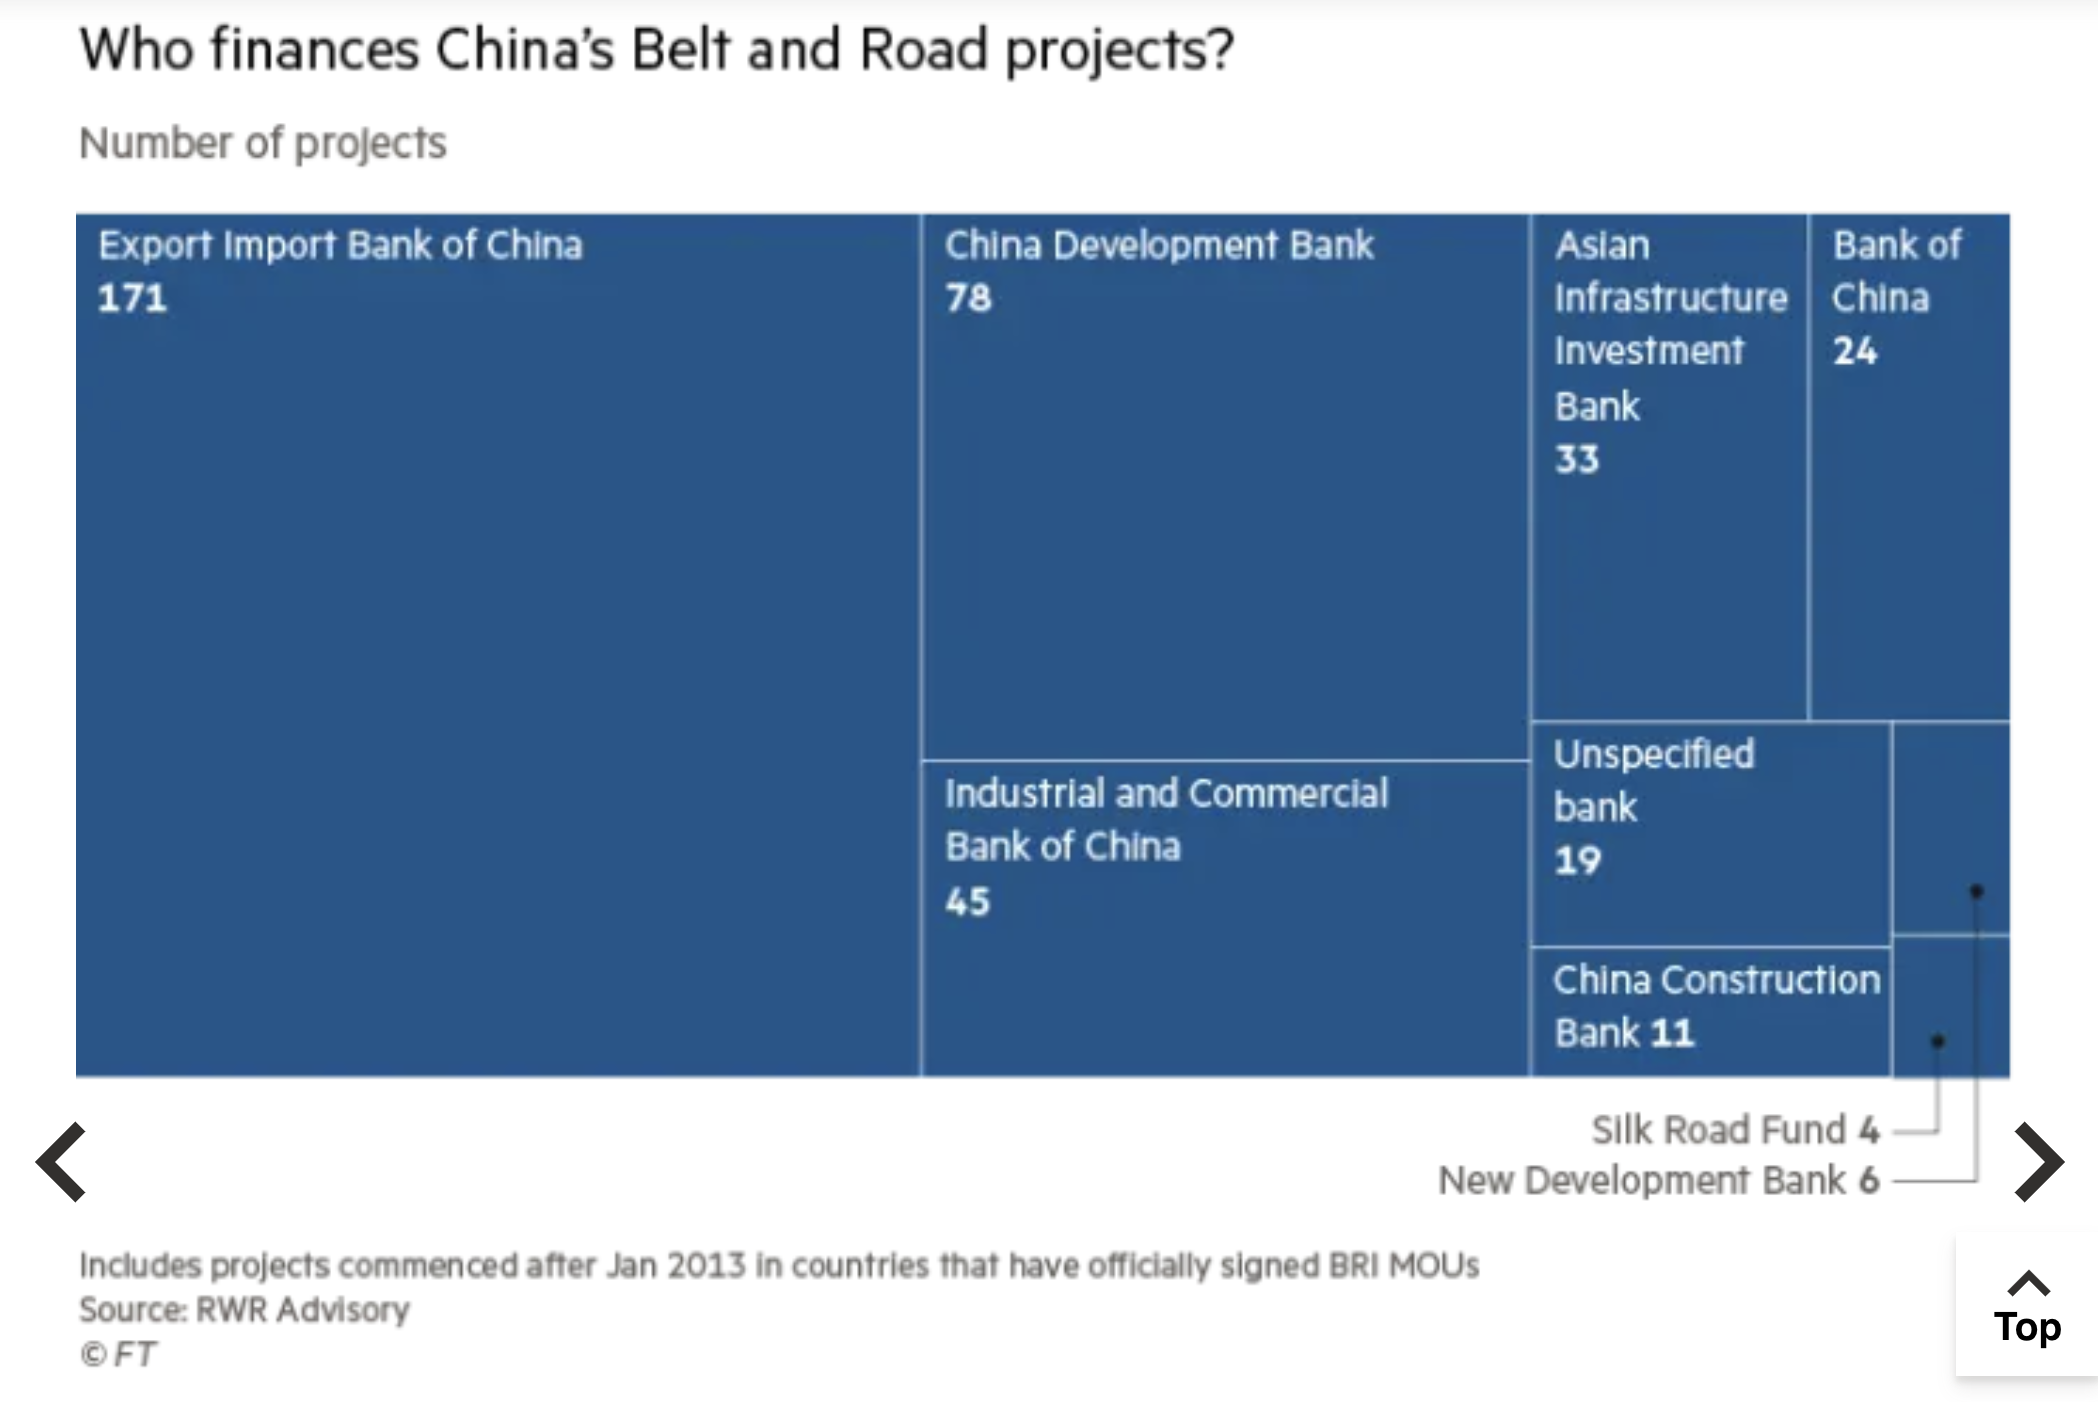 Who finances China's Belt and Road projects?
Number of projects
Export Import Bank of China
171
China Development Bank
78
Industrial and Commercial
Bank of China
45
Asian
Infrastructure
Investment
Bank
33
Bank of
China
24
Unspecified
bank
19
China Construction
Bank 11
Silk Road Fund 4
New Development Bank 6
Includes projects commenced after Jan 2013 in countries that have officially signed BRI MOUs
Source: RWR Advisory
© FT
Top